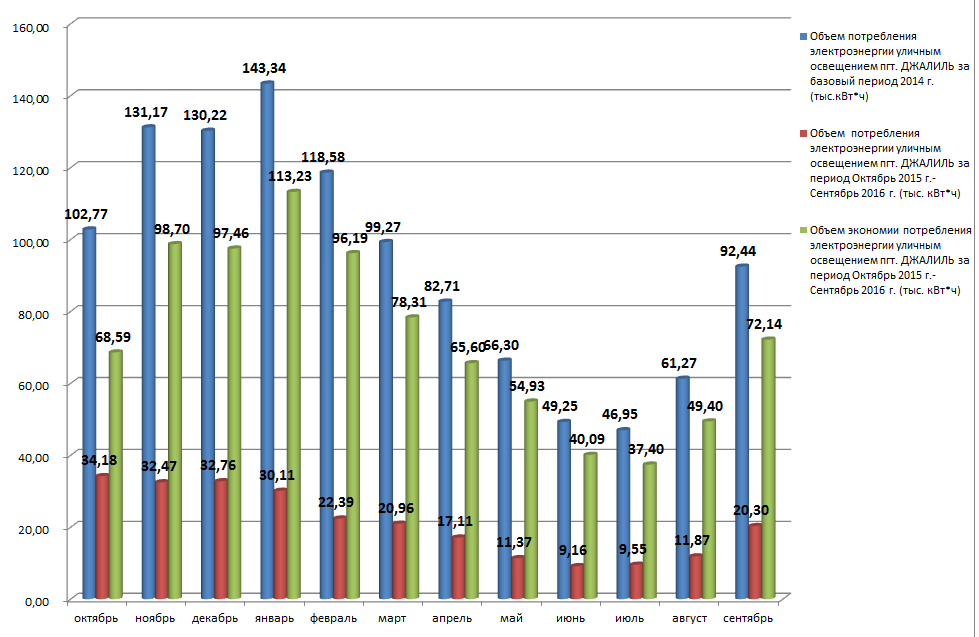 160,00
140,00
120,00
100,00
80,00
60,00
40,00
20,00
0,00
102,77
34,18
68,59
131,17
32,47
98,70
130,22
32,76
97,46
143,34
30,11
113,23
118,58
22,39
96,19
99,27
20,96
78,31
82,71
17,11
65,60
66,30
11,37
54,93
49,25
9,16
40,09
46,95
9,55
37,40
61,27
11,87
49,40
92,44
20,30
72,14
октябрь ноябрь декабрь январь февраль март апрель май июнь июль август сентябрь
Объем потребления
электроэнергии уличным
освещением пгт. ДЖАЛИЛЬ за
базовый период 2014 г.
(тыс.кВт*ч)
Объем потребления
электроэнергии уличным
освещением пгт. ДЖАЛИЛЬ за
период Октябрь 2015 г.-
Сентябрь 2016 г. (тыс. кВт*ч)
Объем экономии потребления
электроэнергии уличным
освещением пгт. ДЖАЛИЛЬ за
период Октябрь 2015 г.-
Сентябрь 2016 г. (тыс. кВт*ч)